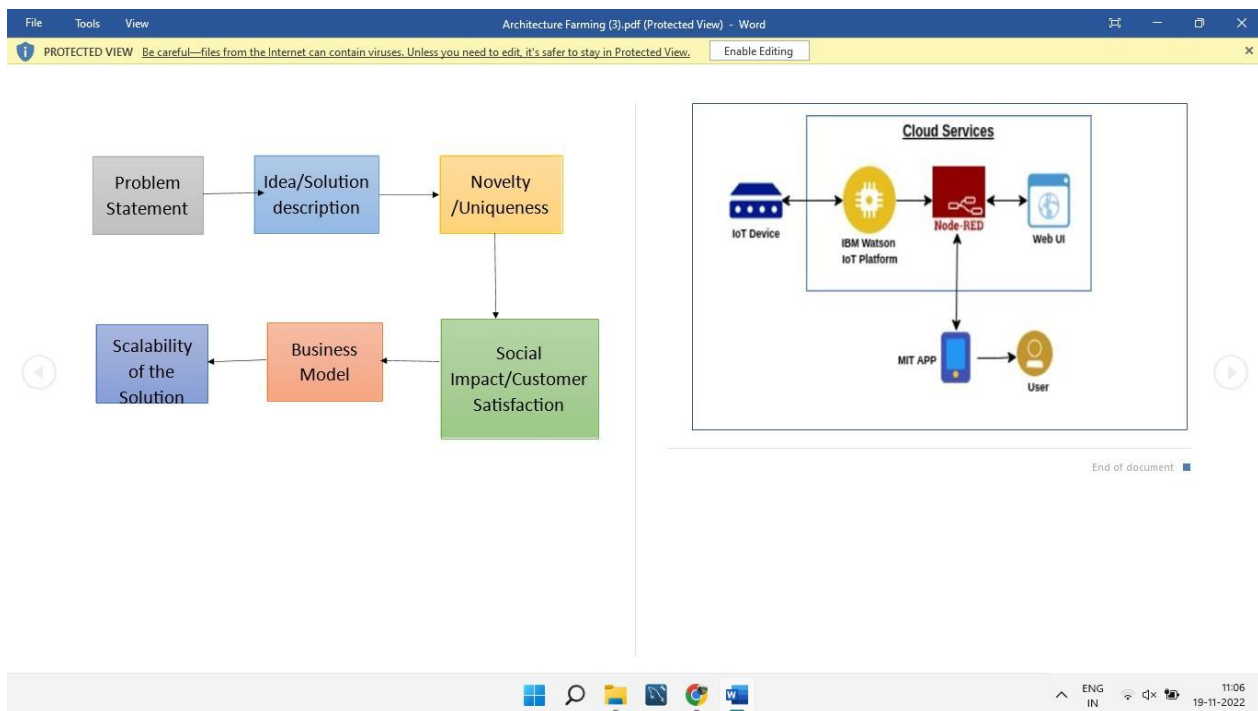 File Tools View Architecture Farming (3).pdf (Protected View) - Word
PROTECTED VIEW Be careful—files from the Internet can contain viruses. Unless you need to edit, it's safer to stay in Protected View. Enable Editing
Problem
Statement
Idea/Solution
description
Novelty
/Uniqueness
Scalability
of the
Solution
Business
Model
Social
Impact/Customer
Satisfaction
Cloud Services
IoT Device
IBM Watson
IoT Platform
Node-RED
Web UI
MIT APP
User
End of document
ENG
IN
11:06
19-11-2022